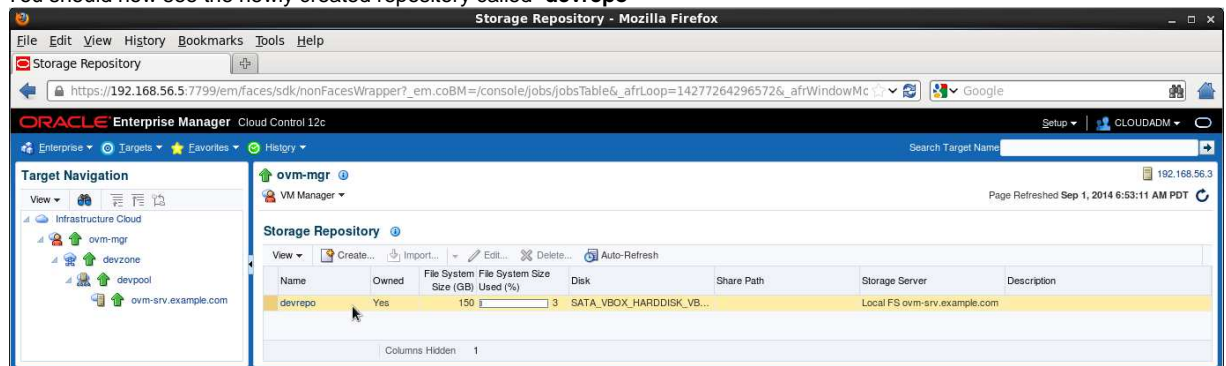 You should now see the newly created repository called "devrepo"
Storage Repository - Mozilla Firefox
File Edit View History Bookmarks Tools Help
Storage Repository
https://192.168.56.5:7799/em/faces/sdk/nonFacesWrapper?_em.coBM=/console/jobs/jobsTable&_afrLoop=14277264296572&_afrWindowMc Google
ORACLE Enterprise Manager Cloud Control 12c Setup CLOUDADM
Enterprise Targets Favorites History Search Target Name
Target Navigation
View
Infrastructure Cloud
ovm-mgr
devzone
devpool
ovm-srv.example.com
ovm-mgr 192.168.56.3
VM Manager Page Refreshed Sep 1, 2014 6:53:11 AM PDT
Storage Repository
View Create... Import... Edit... Delete... Auto-Refresh
Name Owned File System Size (GB) File System Size Used (%) Disk Share Path Storage Server Description
devrepo Yes 150 3 SATA_VBOX_HARDDISK_VB... Local FS ovm-srv.example.com
Columns Hidden 1